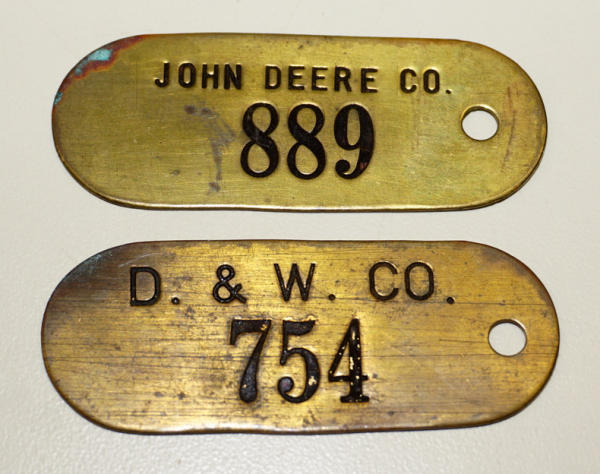 JOHN DEERE CO.
889
D. & W. CO.
754